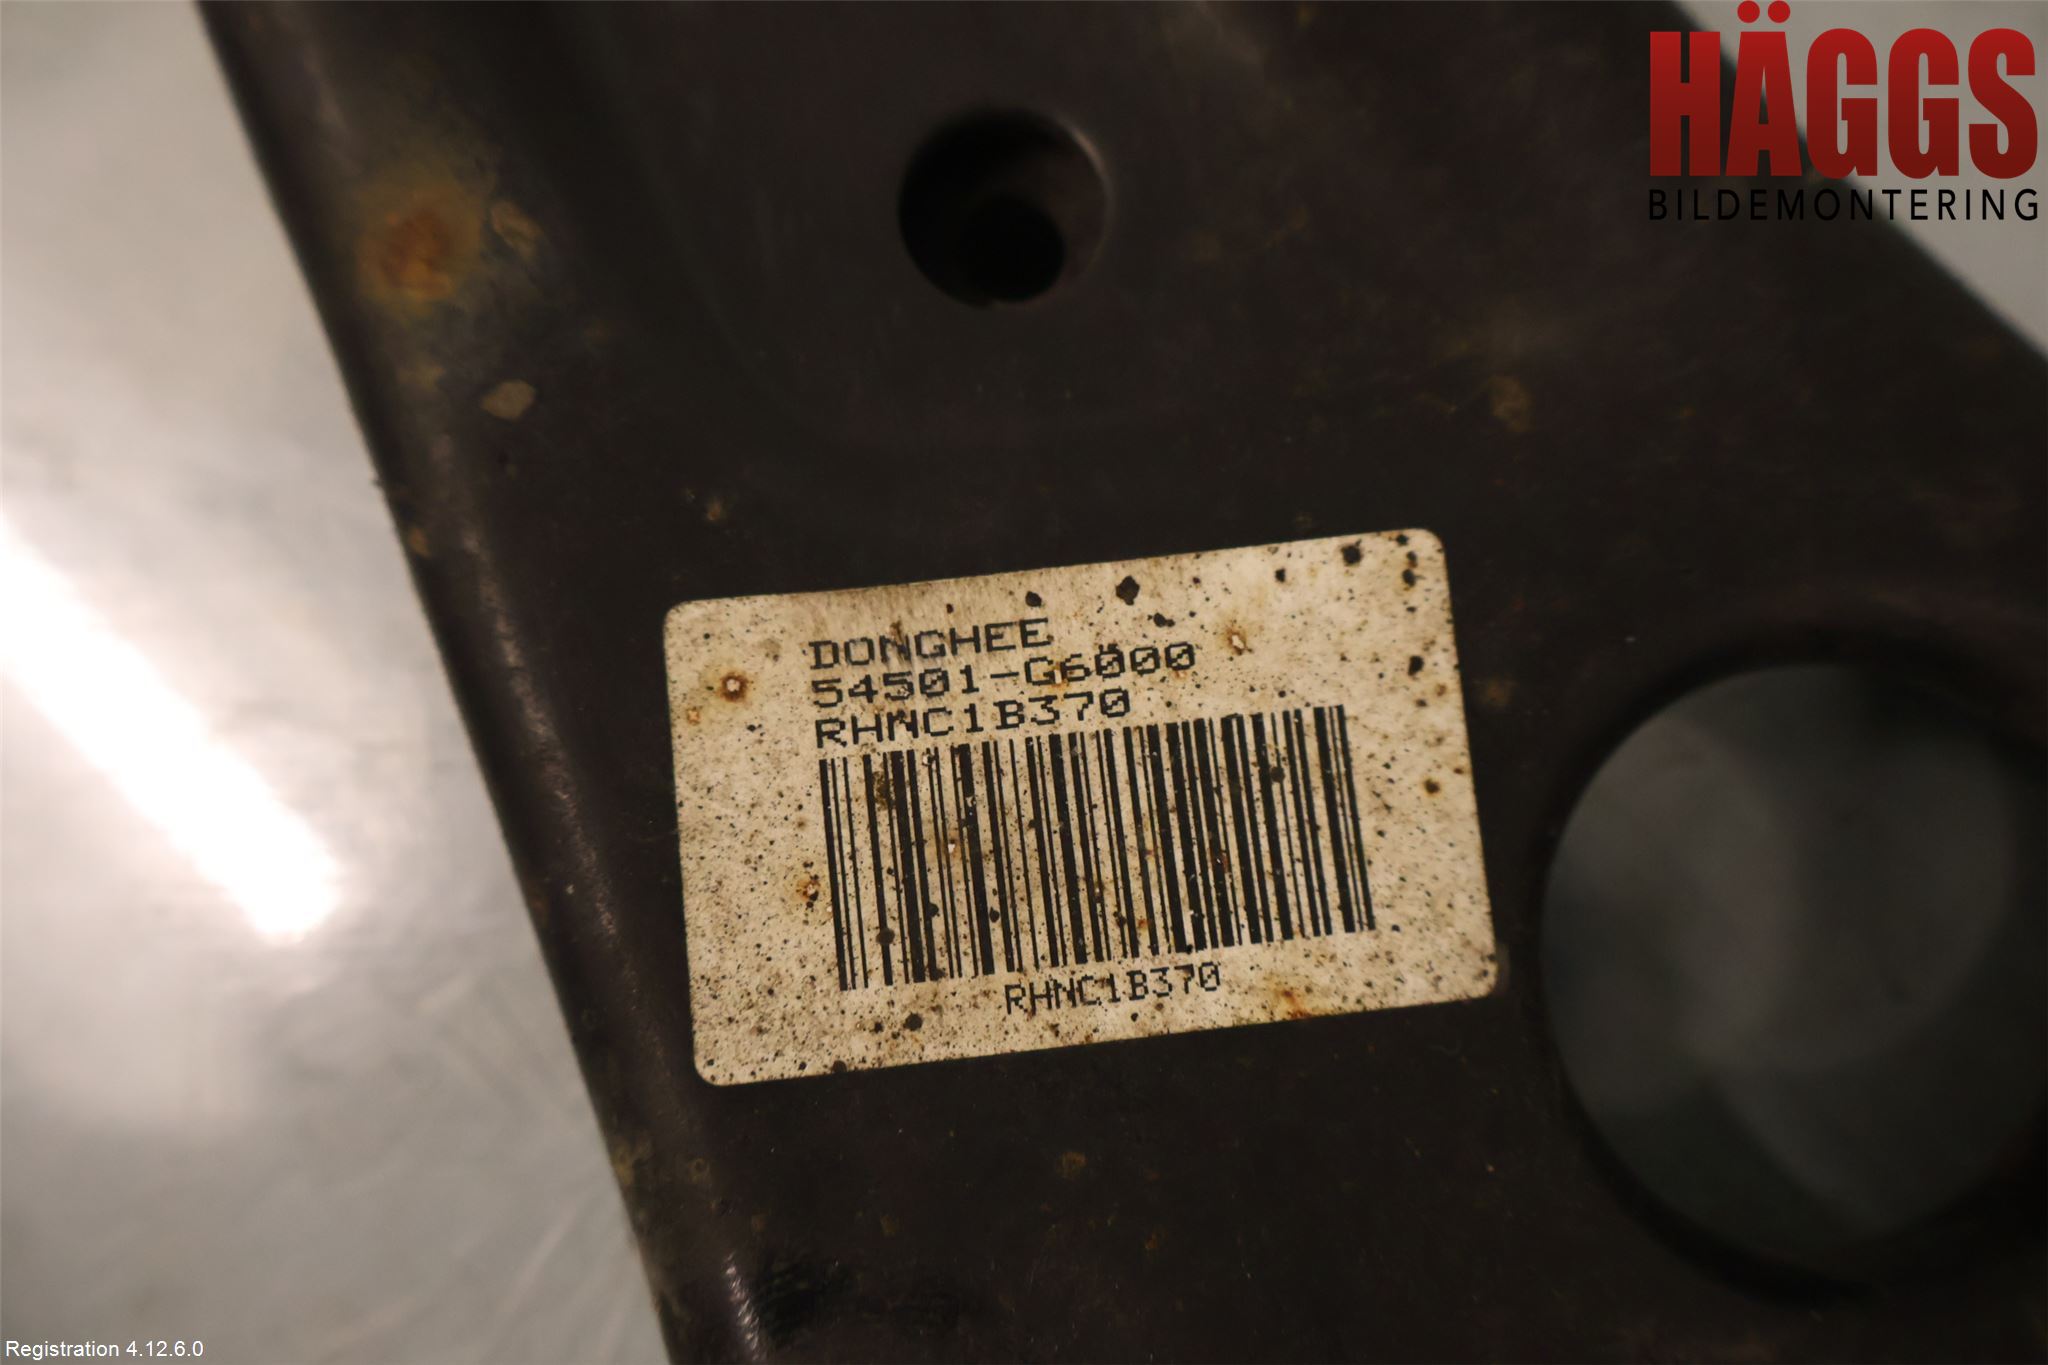 HÄGGS
BILDEMONTERING
DONGHEE
54501-G6000
RHNC1B370
RHNC1B370
Registration 4.12.6.0